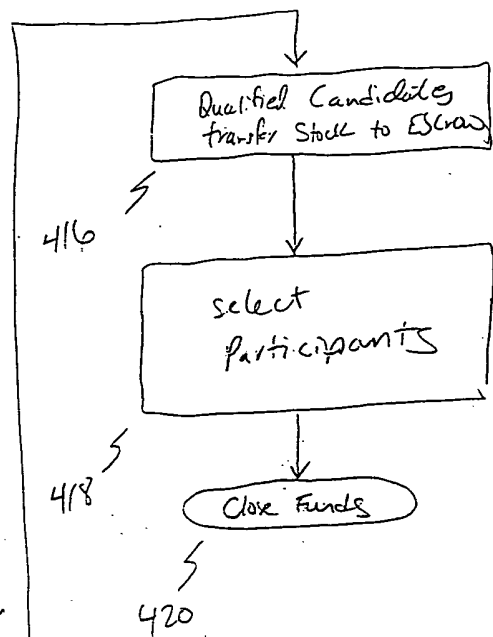 Qualified Candidates
transfer Stock to Escrow
416
select
Participants
418
Close Funds
420